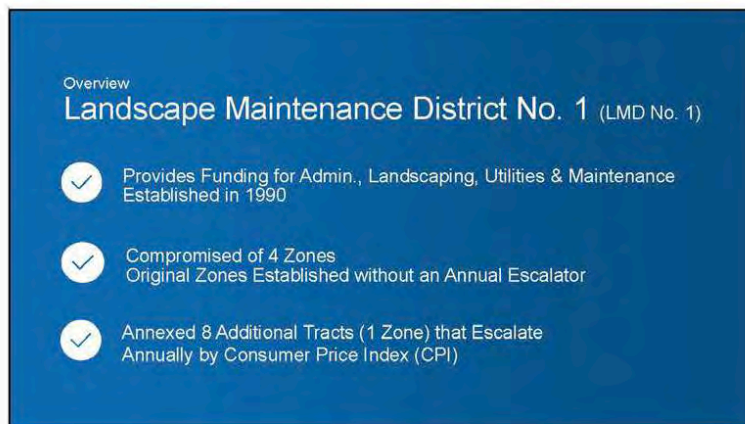 Overview
Landscape Maintenance District No. 1 (LMD No. 1)
Provides Funding for Admin., Landscaping, Utilities & Maintenance
Established in 1990
Compromised of 4 Zones
Original Zones Established without an Annual Escalator
Annexed 8 Additional Tracts (1 Zone) that Escalate
Annually by Consumer Price Index (CPI)